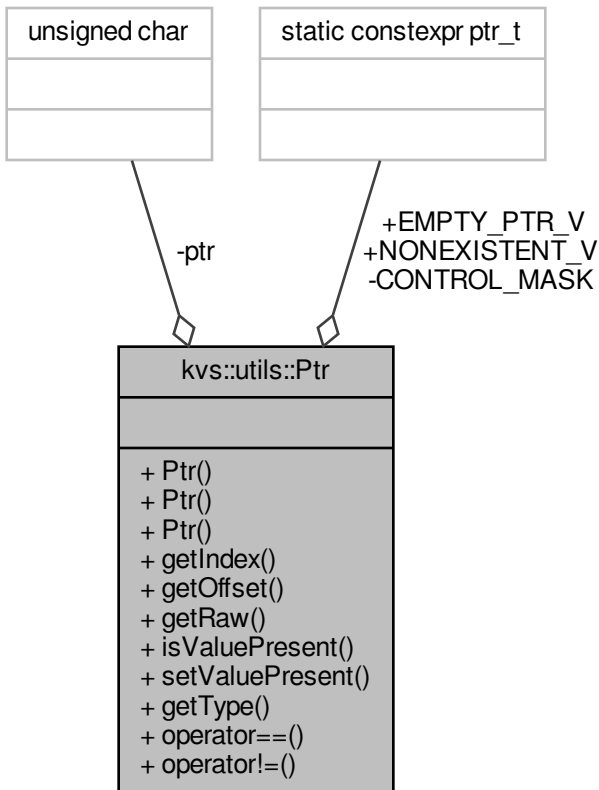 unsigned char
static constexpr ptr_t
-ptr
+EMPTY_PTR_V
+NONEXISTENT_V
-CONTROL_MASK
kvs::utils::Ptr
+ Ptr()
+ Ptr()
+ Ptr()
+ getIndex()
+ getOffset()
+ getRaw()
+ isValuePresent()
+ setValuePresent()
+ getType()
+ operator==()
+ operator!=()